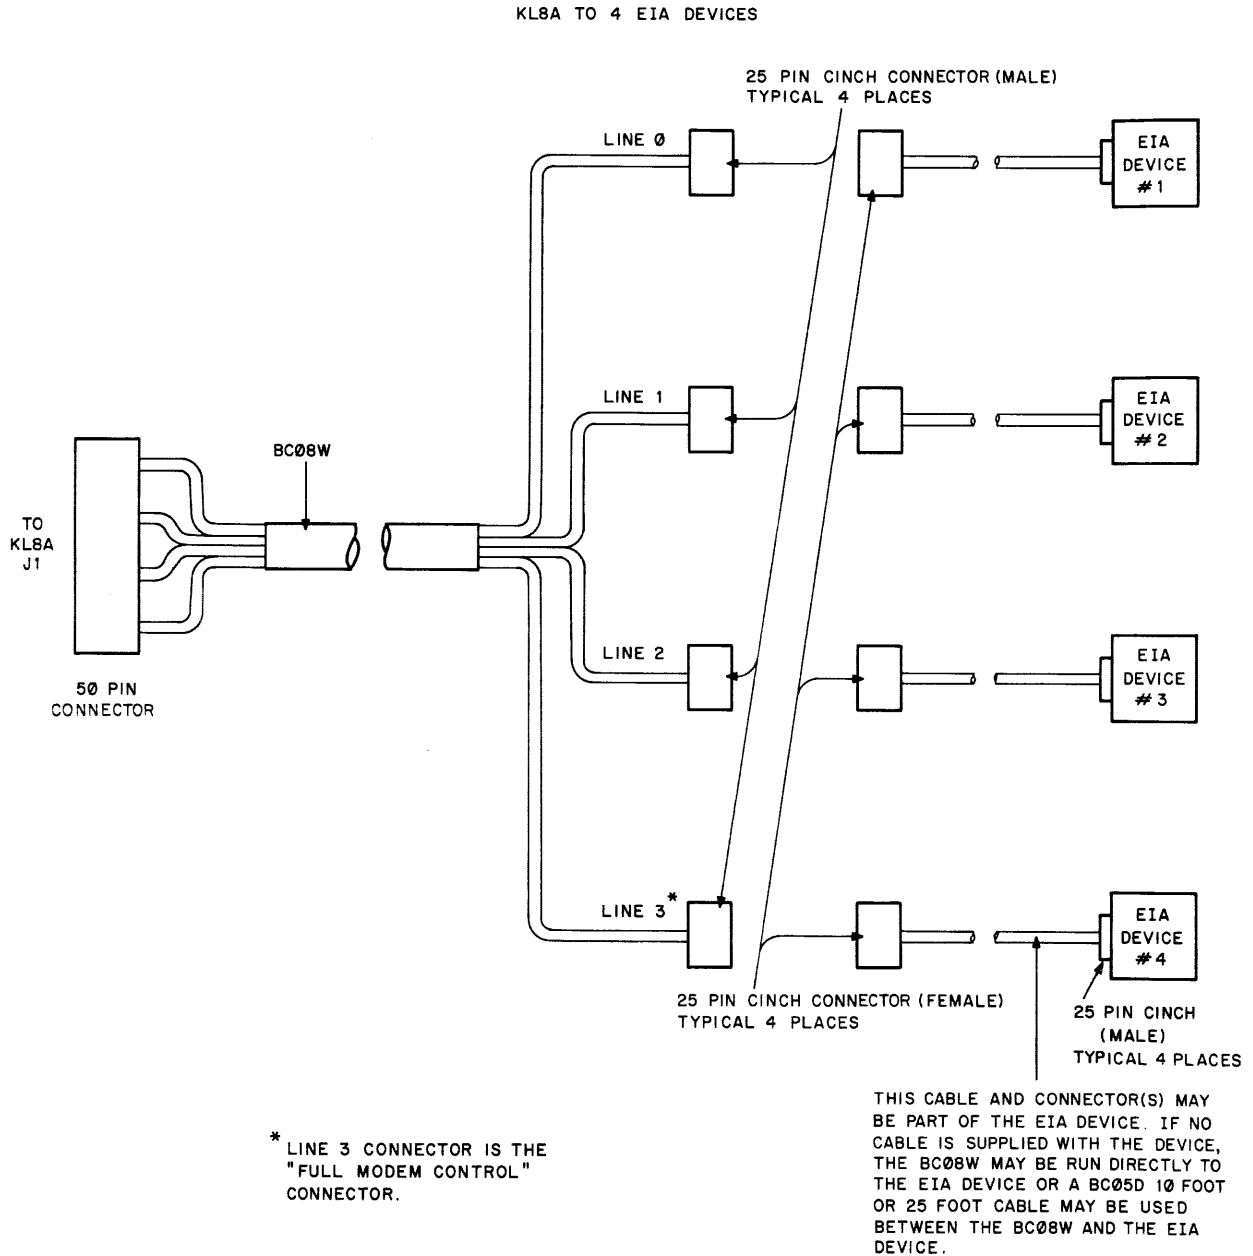 KL8A TO 4 EIA DEVICES
25 PIN CINCH CONNECTOR (MALE)
TYPICAL 4 PLACES
LINE Ø
EIA
DEVICE
#1
LINE 1
EIA
DEVICE
#2
BCØ8W
TO
KL8A
J1
5Ø PIN
CONNECTOR
LINE 2
EIA
DEVICE
#3
LINE 3*
EIA
DEVICE
#4
25 PIN CINCH CONNECTOR (FEMALE)
TYPICAL 4 PLACES
25 PIN CINCH
(MALE)
TYPICAL 4 PLACES
THIS CABLE AND CONNECTOR(S) MAY
BE PART OF THE EIA DEVICE. IF NO
CABLE IS SUPPLIED WITH THE DEVICE,
THE BCØ8W MAY BE RUN DIRECTLY TO
THE EIA DEVICE OR A BCØ5D 1Ø FOOT
OR 25 FOOT CABLE MAY BE USED
BETWEEN THE BCØ8W AND THE EIA
DEVICE.
* LINE 3 CONNECTOR IS THE
"FULL MODEM CONTROL"
CONNECTOR.